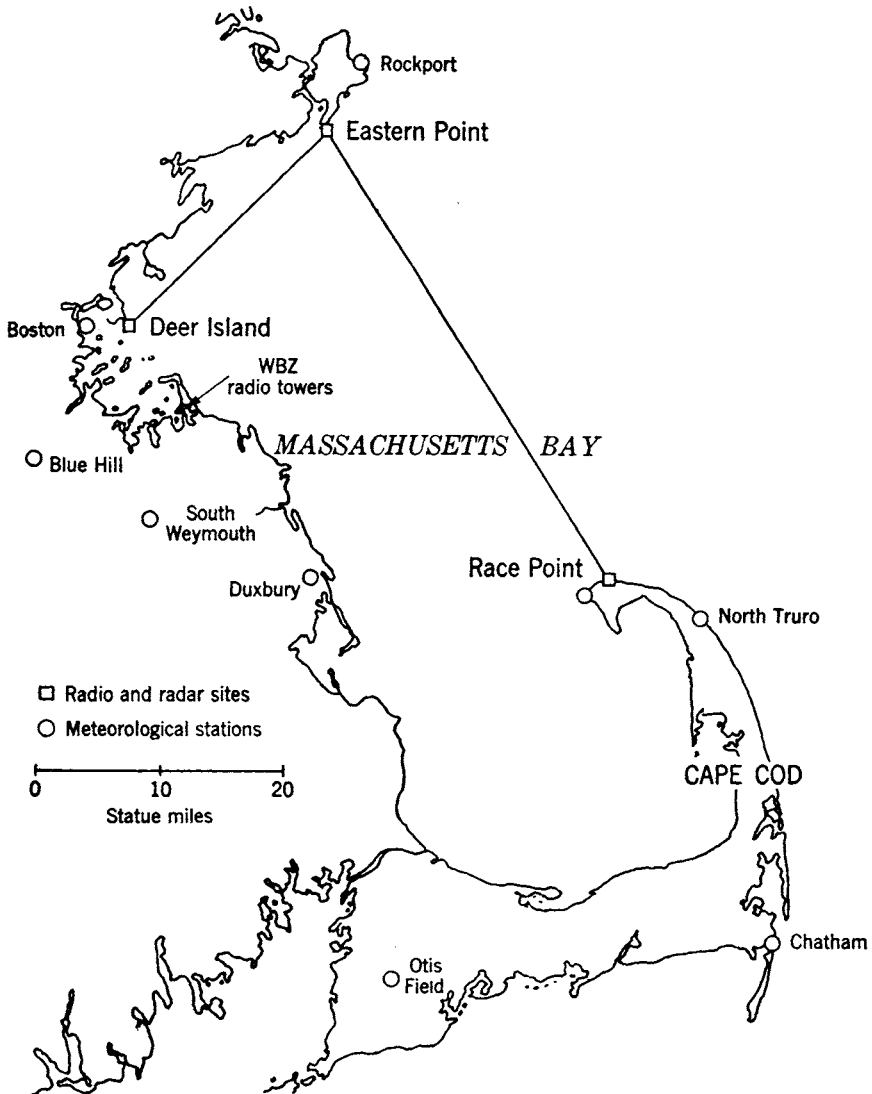 Rockport
Eastern Point
Boston
Deer Island
WBZ
radio towers
MASSACHUSETTS BAY
Blue Hill
South
Weymouth
Race Point
Duxbury
North Truro
Radio and radar sites
Meteorological stations
CAPE COD
0 10 20
Statue miles
Chatham
Otis
Field